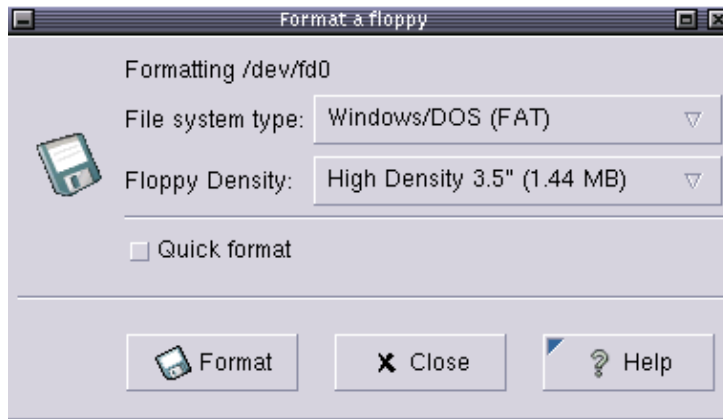 Format a floppy
Formatting /dev/fd0
File system type: Windows/DOS (FAT)
Floppy Density: High Density 3.5" (1.44 MB)
Quick format
Format Close Help